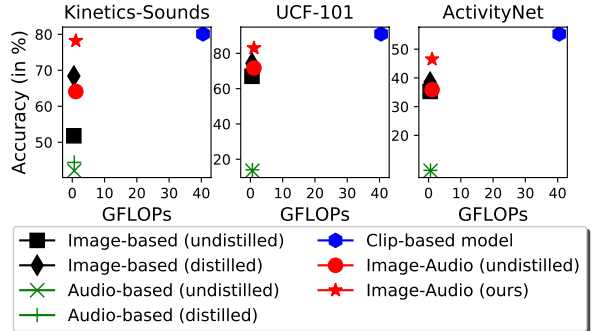 Kinetics-Sounds UCF-101 ActivityNet
Accuracy (in %)
80
70
60
50
80
60
40
20
50
40
30
20
0 10 20 30 40 0 10 20 30 40 0 10 20 30 40
GFLOPs GFLOPs GFLOPs
Image-based (undistilled)
Image-based (distilled)
Audio-based (undistilled)
Audio-based (distilled)
Clip-based model
Image-Audio (undistilled)
Image-Audio (ours)